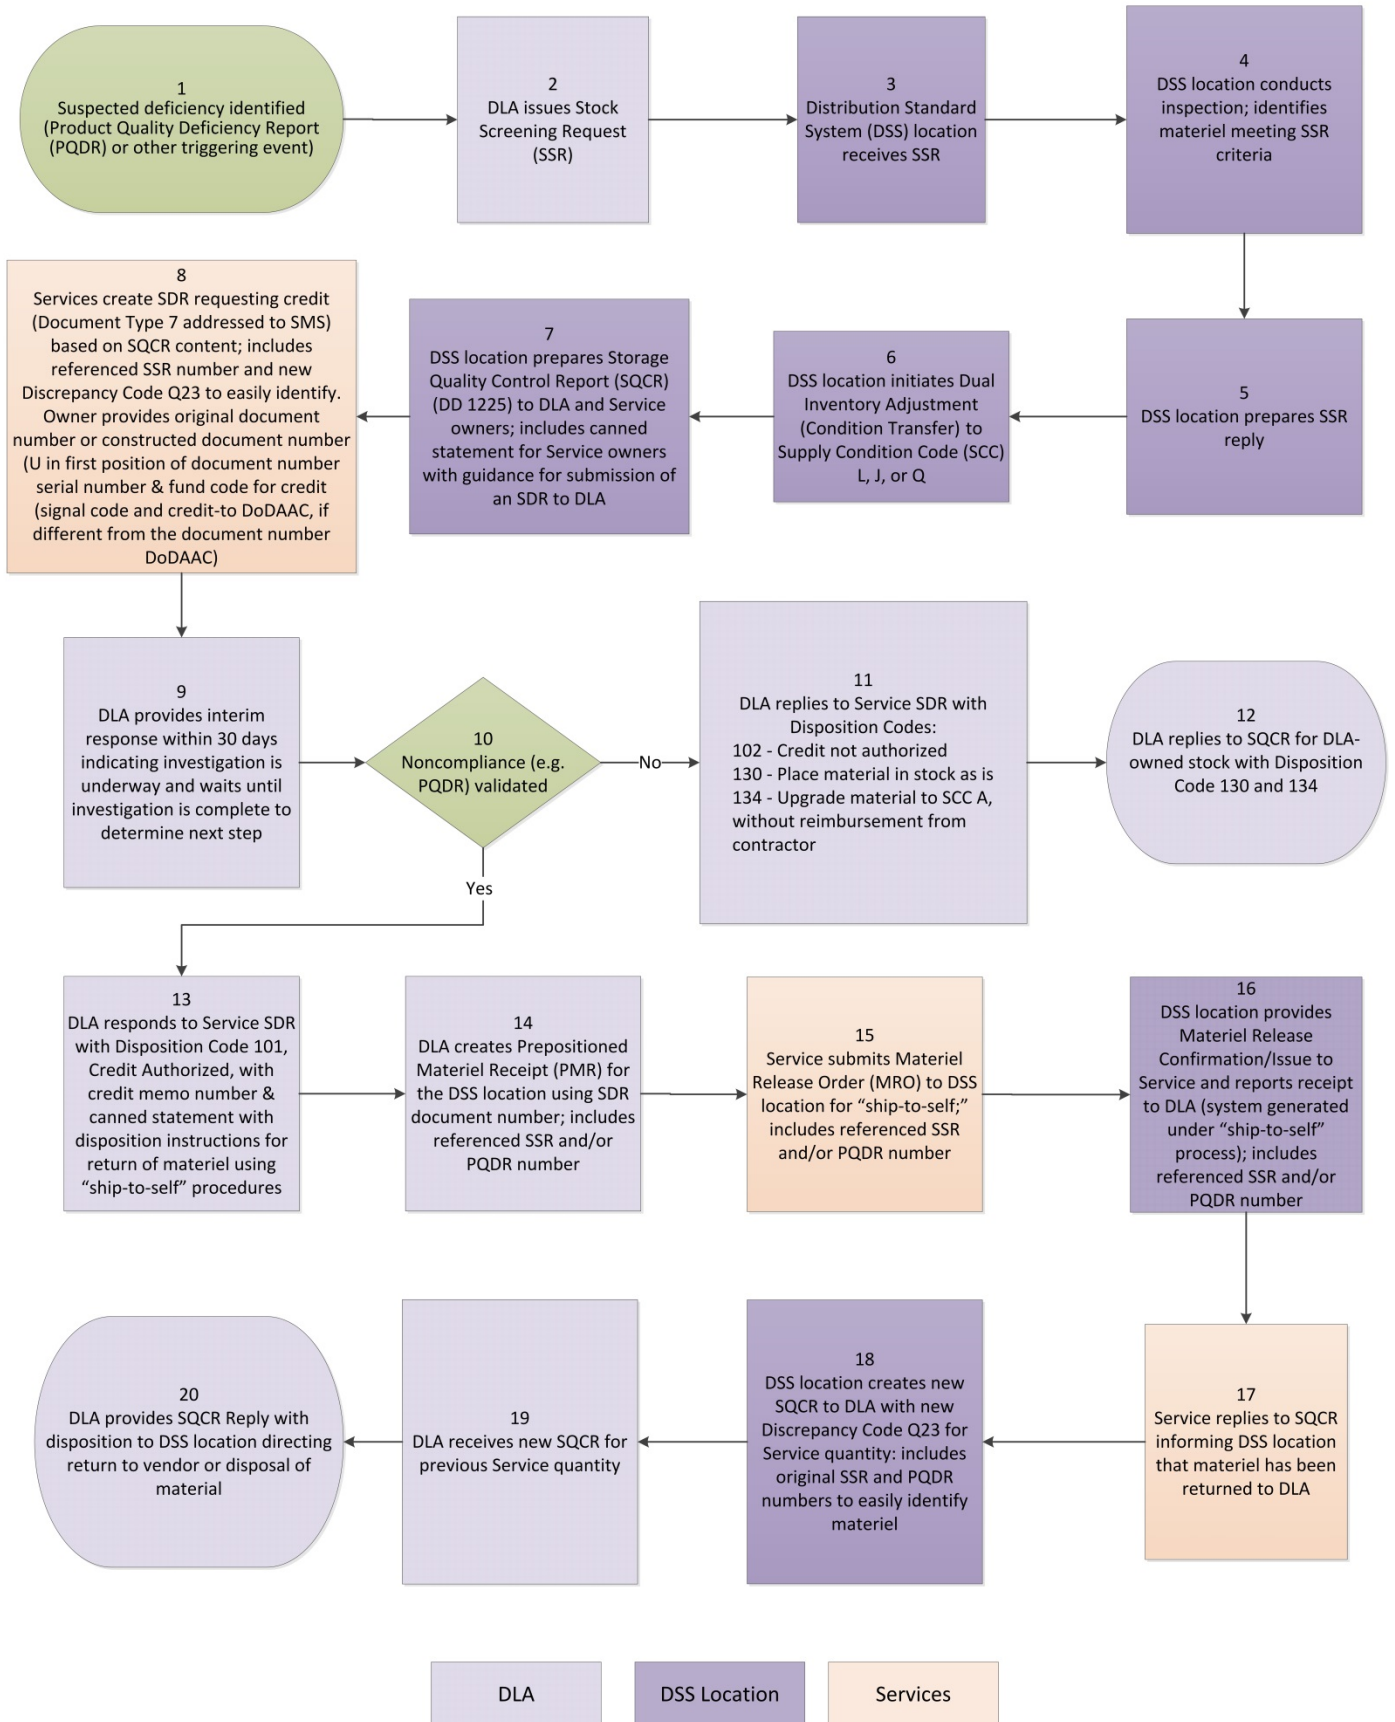 1
Suspected deficiency identified
(Product Quality Deficiency Report
(PQDR) or other triggering event)
2
DLA issues Stock
Screening Request
(SSR)
3
Distribution Standard
System (DSS) location
receives SSR
4
DSS location conducts
inspection; identifies
materiel meeting SSR
criteria
5
DSS location prepares SSR
reply
6
DSS location initiates Dual
Inventory Adjustment
(Condition Transfer) to
Supply Condition Code (SCC)
L, J, or Q
7
DSS location prepares Storage
Quality Control Report (SQCR)
(DD 1225) to DLA and Service
owners; includes canned
statement for Service owners
with guidance for submission of
an SDR to DLA
8
Services create SDR requesting credit
(Document Type 7 addressed to SMS)
based on SQCR content; includes
referenced SSR number and new
Discrepancy Code Q23 to easily identify.
Owner provides original document
number or constructed document number
(U in first position of document number
serial number & fund code for credit
(signal code and credit-to DoDAAC, if
different from the document number
DoDAAC)
9
DLA provides interim
response within 30 days
indicating investigation is
underway and waits until
investigation is complete to
determine next step
10
Noncompliance (e.g.
PQDR) validated
No
Yes
11
DLA replies to Service SDR with
Disposition Codes:
102 - Credit not authorized
130 - Place material in stock as is
134 - Upgrade material to SCC A,
without reimbursement from
contractor
12
DLA replies to SQCR for DLA-
owned stock with Disposition
Code 130 and 134
13
DLA responds to Service SDR
with Disposition Code 101,
Credit Authorized, with
credit memo number &
canned statement with
disposition instructions for
return of materiel using
“ship-to-self” procedures
14
DLA creates Prepositioned
Materiel Receipt (PMR) for
the DSS location using SDR
document number; includes
referenced SSR and/or
PQDR number
15
Service submits Materiel
Release Order (MRO) to DSS
location for “ship-to-self;”
includes referenced SSR
and/or PQDR number
16
DSS location provides
Materiel Release
Confirmation/Issue to
Service and reports receipt
to DLA (system generated
under “ship-to-self”
process); includes
referenced SSR and/or
PQDR number
17
Service replies to SQCR
informing DSS location
that materiel has been
returned to DLA
18
DSS location creates new
SQCR to DLA with new
Discrepancy Code Q23 for
Service quantity: includes
original SSR and PQDR
numbers to easily identify
materiel
19
DLA receives new SQCR for
previous Service quantity
20
DLA provides SQCR Reply with
disposition to DSS location directing
return to vendor or disposal of
material
DLA
DSS Location
Services